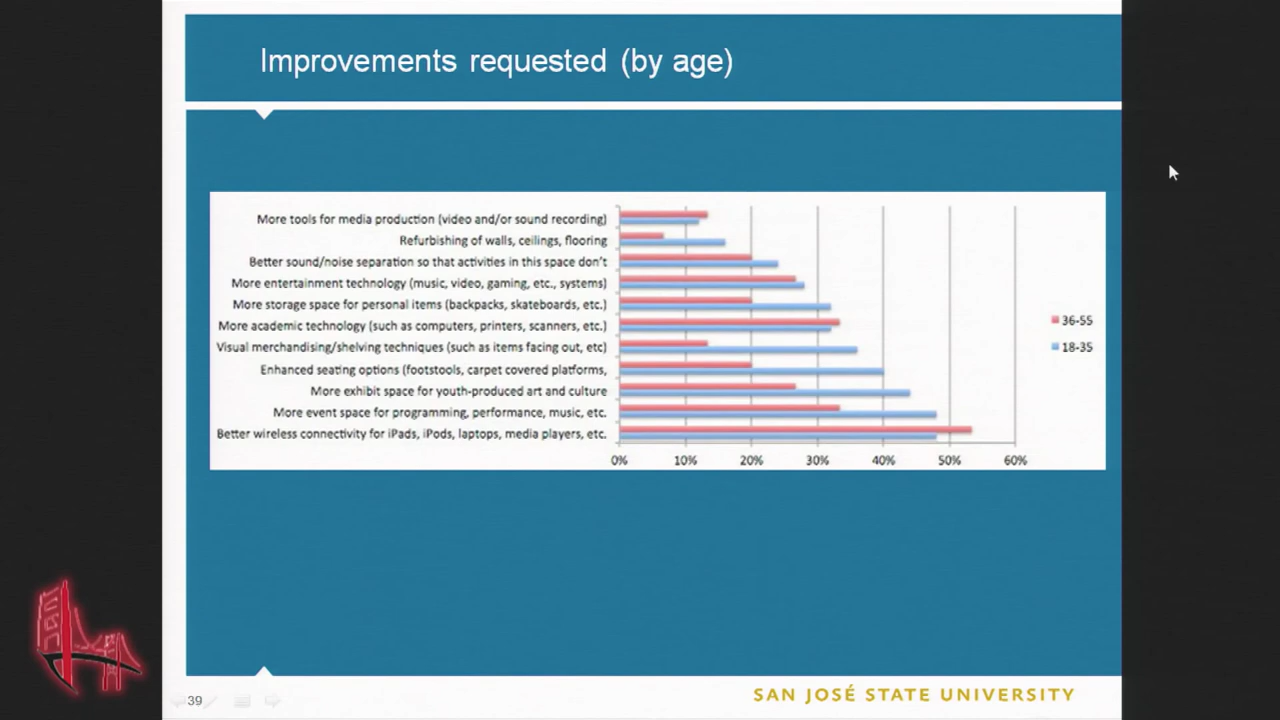 Improvements requested (by age)
More tools for media production (video and/or sound recording)
Refurbishing of walls, ceilings, flooring
Better sound/noise separation so that activities in this space don't
More entertainment technology (music, video, gaming, etc., systems)
More storage space for personal items (backpacks, skateboards, etc.)
More academic technology (such as computers, printers, scanners, etc.)
Visual merchandising/shelving techniques (such as items facing out, etc)
Enhanced seating options (footstools, carpet covered platforms,
More exhibit space for youth-produced art and culture
More event space for programming, performance, music, etc.
Better wireless connectivity for iPads, iPods, laptops, media players, etc.
0% 10% 20% 30% 40% 50% 60%
36-55
18-35
39
SAN JOSÉ STATE UNIVERSITY